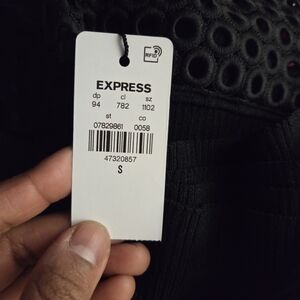 RFID
EXPRESS
dp cl sz
94 782 1102
st co
07829861 0058
47320857
S